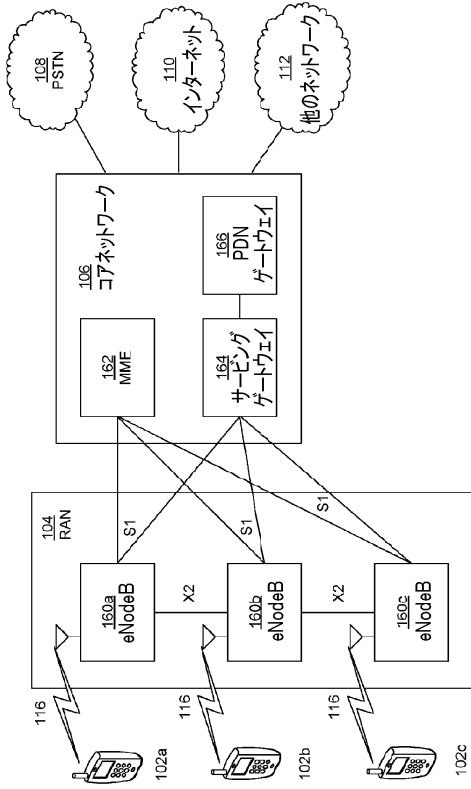 108
PSTN
110
インターネット
112
他のネットワーク
106
コアネットワーク
162
MME
164
サービング
ゲートウェイ
166
PDN
ゲートウェイ
104
RAN
S1
S1
S1
160a
eNodeB
X2
160b
eNodeB
X2
160c
eNodeB
116
116
116
102a
102b
102c